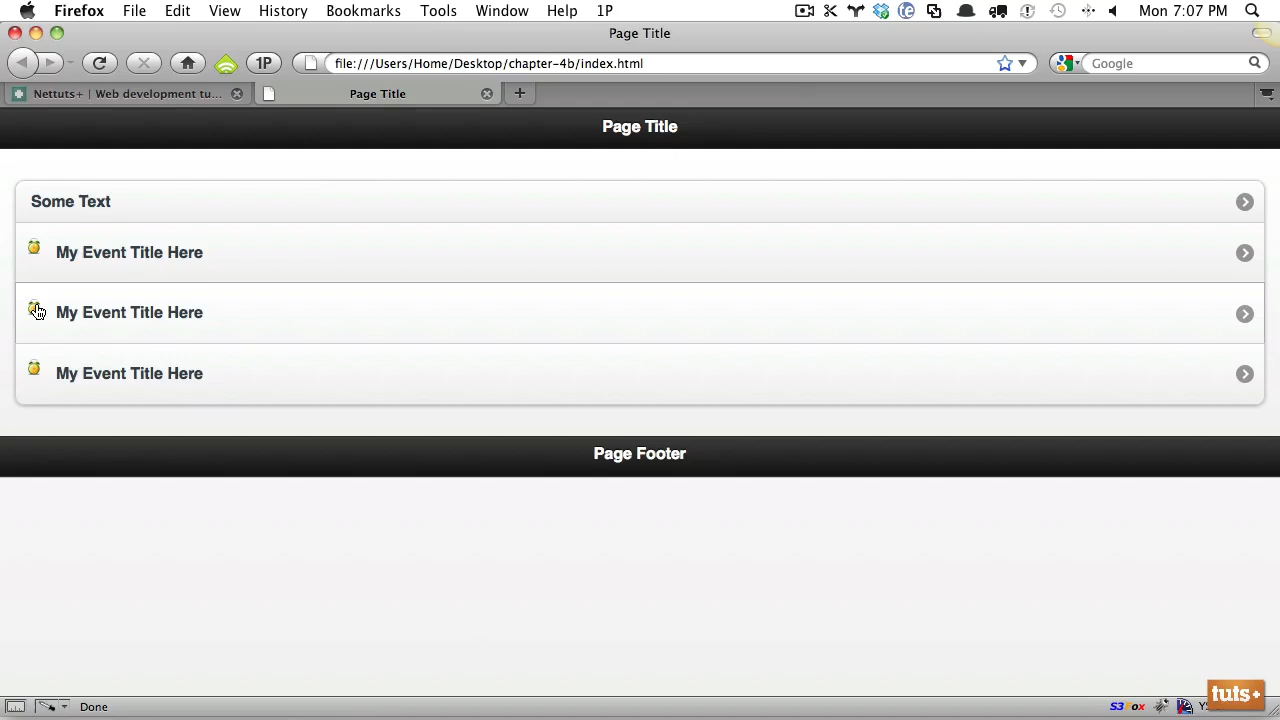 Firefox File Edit View History Bookmarks Tools Window Help 1P Mon 7:07 PM
Page Title
1P file:///Users/Home/Desktop/chapter-4b/index.html Google
Nettuts+ | Web development tu... Page Title
Page Title
Some Text
My Event Title Here
My Event Title Here
My Event Title Here
Page Footer
Done S3Fox
tuts+